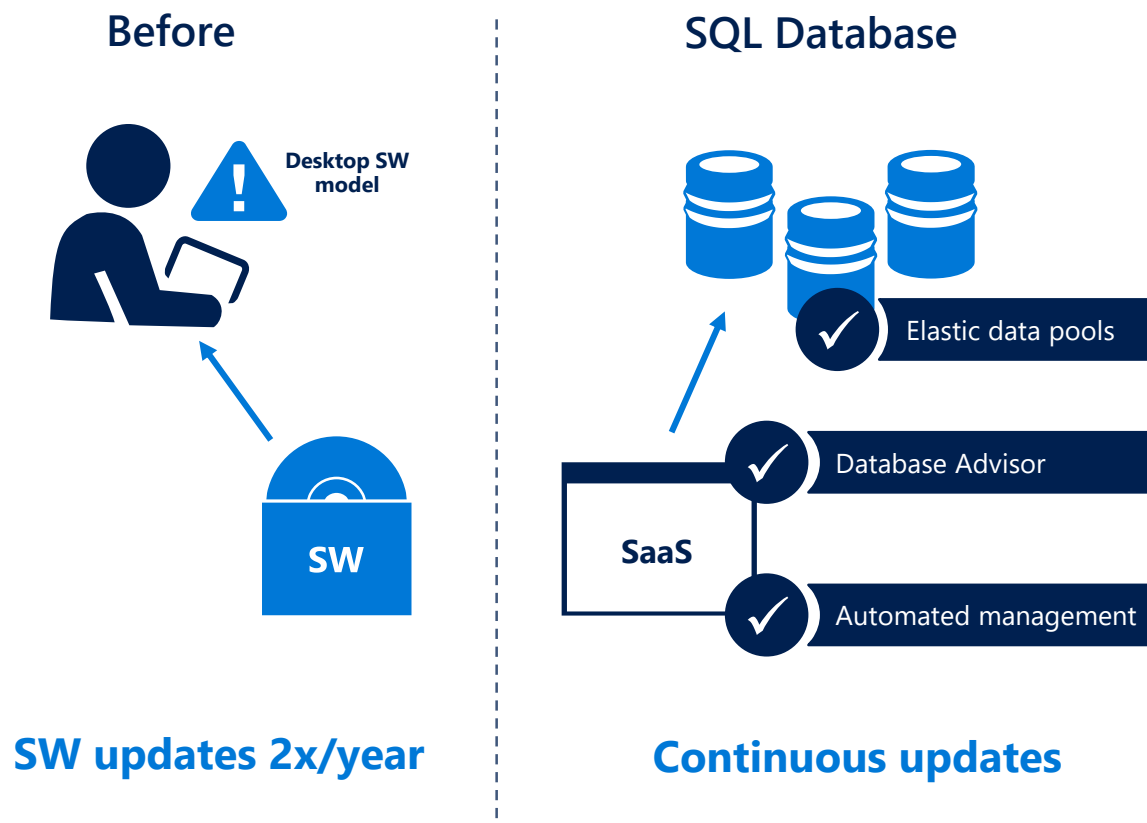 Before
Desktop SW
model
SW
SW updates 2x/year
SQL Database
Elastic data pools
Database Advisor
SaaS
Automated management
Continuous updates